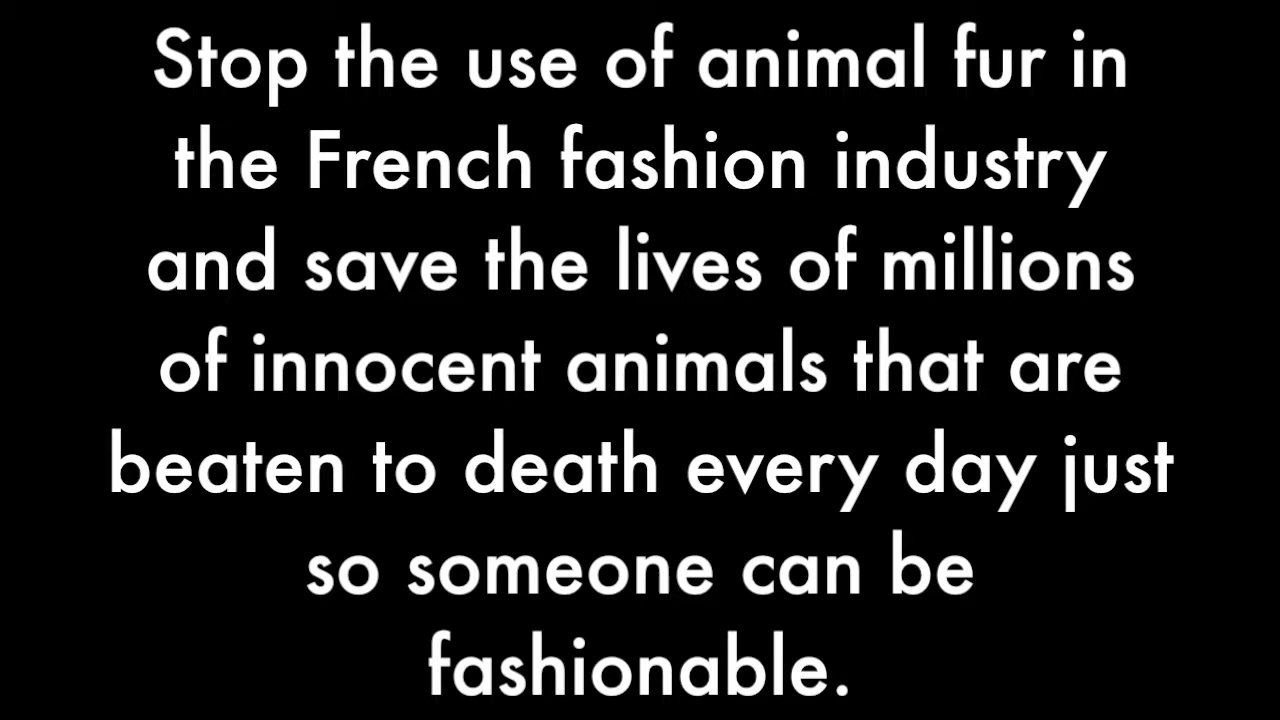 Stop the use of animal fur in
the French fashion industry
and save the lives of millions
of innocent animals that are
beaten to death every day just
so someone can be
fashionable.